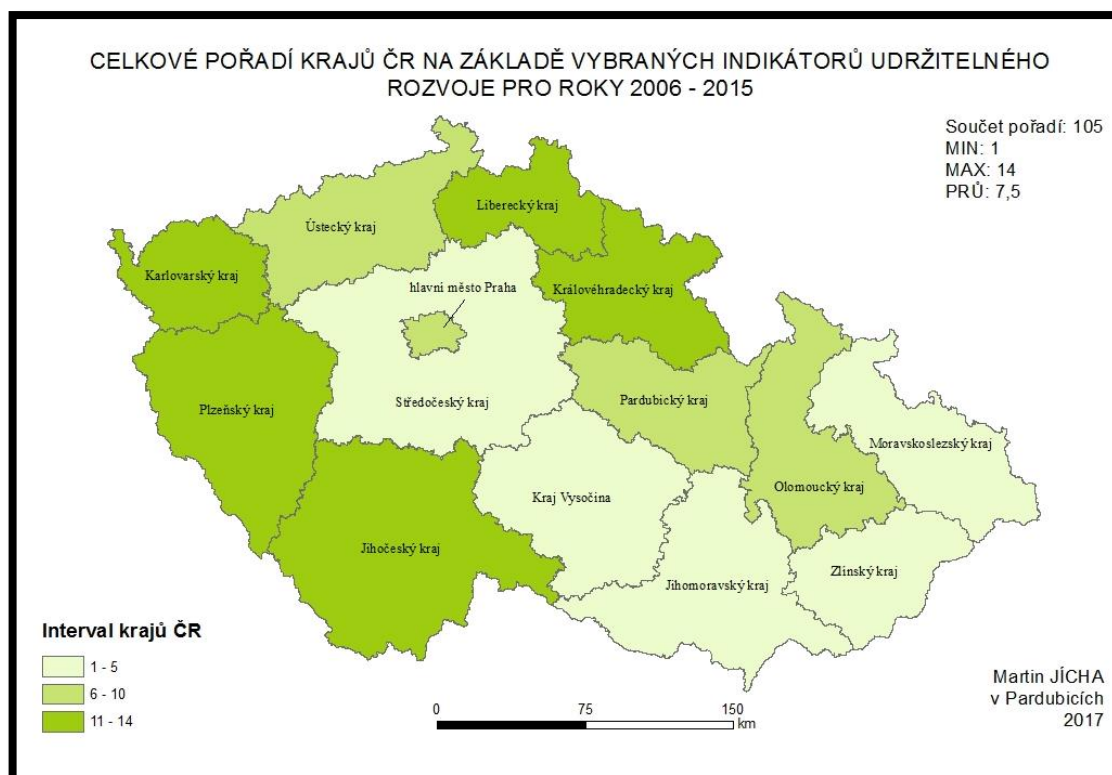 CELKOVÉ POŘADÍ KRAJŮ ČR NA ZÁKLADĚ VYBRANÝCH INDIKÁTORŮ UDRŽITELNÉHO
ROZVOJE PRO ROKY 2006 - 2015
Součet pořadí: 105
MIN: 1
MAX: 14
PRŮ: 7,5
Liberecký kraj
Ústecký kraj
Karlovarský kraj
hlavní město Praha
Královéhradecký kraj
Středočeský kraj
Pardubický kraj
Plzeňský kraj
Moravskoslezský kraj
Olomoucký kraj
Kraj Vysočina
Jihočeský kraj
Jihomoravský kraj
Zlínský kraj
Interval krajů ČR
1 - 5
6 - 10
11 - 14
0 75 150
km
Martin JÍCHA
v Pardubicích
2017